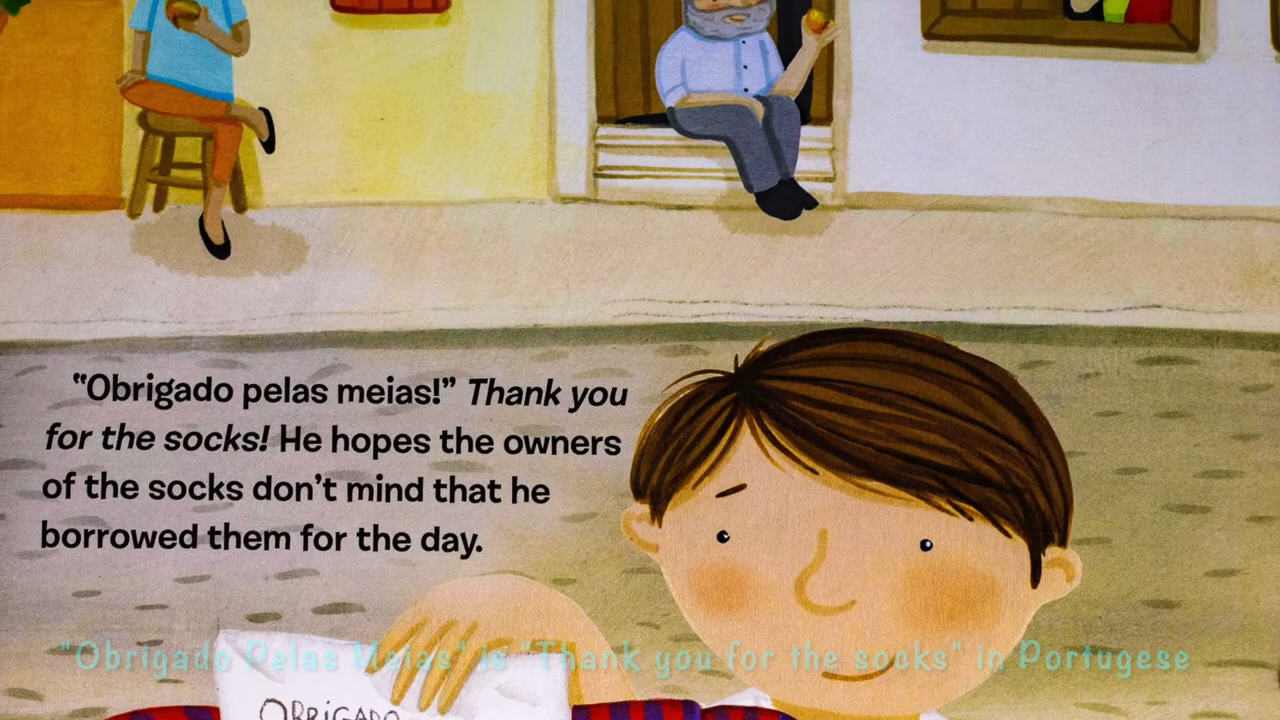 “Obrigado pelas meias!” Thank you
for the socks! He hopes the owners
of the socks don’t mind that he
borrowed them for the day.
"Obrigado Pelas Meias" is "Thank you for the socks" in Portugese
OBRiGADO